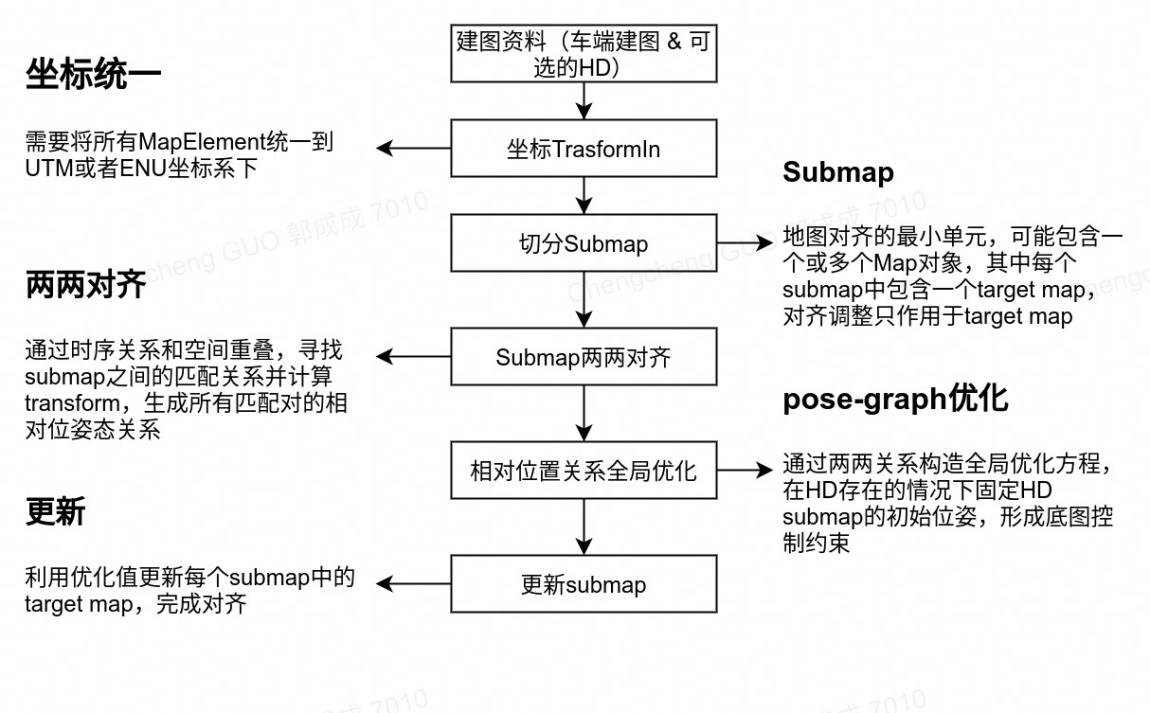 建图资料（车端建图 & 可
选的HD）
坐标统一
需要将所有MapElement统一到
UTM或者ENU坐标系下
坐标TrasformIn
Submap
切分Submap
地图对齐的最小单元，可能包含一
个或多个Map对象，其中每个
submap中包含一个target map，
对齐调整只作用于target map
两两对齐
通过时序关系和空间重叠，寻找
submap之间的匹配关系并计算
transform，生成所有匹配对的相
对位姿态关系
Submap两两对齐
pose-graph优化
相对位置关系全局优化
通过两两关系构造全局优化方程，
在HD存在的情况下固定HD
submap的初始位姿，形成底图控
制约束
更新
利用优化值更新每个submap中的
target map，完成对齐
更新submap
Chengcheng GUO 郭成成 7010